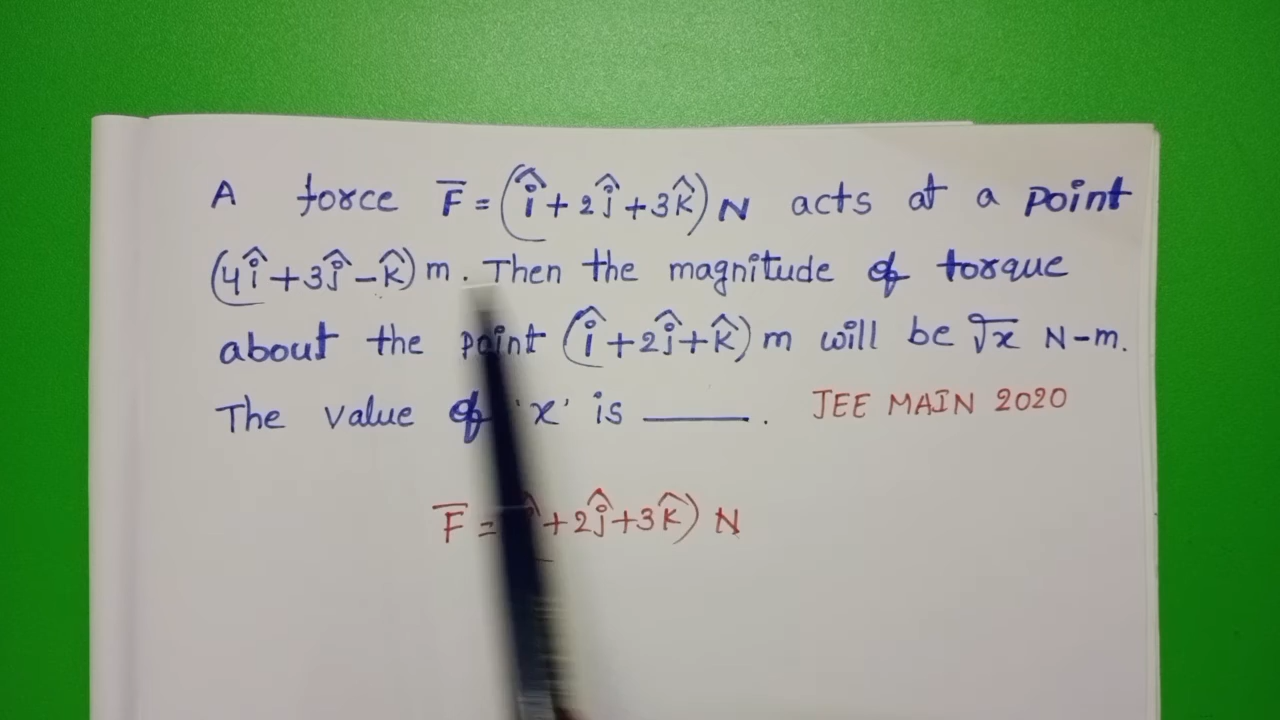 A force F̅ = (î + 2ĵ + 3k̂) N acts at a point
(4î + 3ĵ − k̂) m. Then the magnitude of torque
about the point (î + 2ĵ + k̂) m will be √x N-m.
The value of 'x' is ______. JEE MAIN 2020
F̅ = + 2ĵ + 3k̂) N